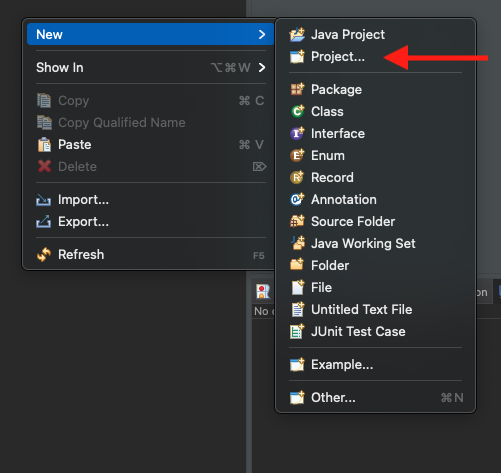 New
Show In ⌥⌘W
Copy ⌘ C
Copy Qualified Name
Paste ⌘ V
Delete ⌦
Import...
Export...
Refresh F5
Java Project
Project...
Package
Class
Interface
Enum
Record
Annotation
Source Folder
Java Working Set
Folder
File
Untitled Text File
JUnit Test Case
Example...
Other... ⌘N
on
No